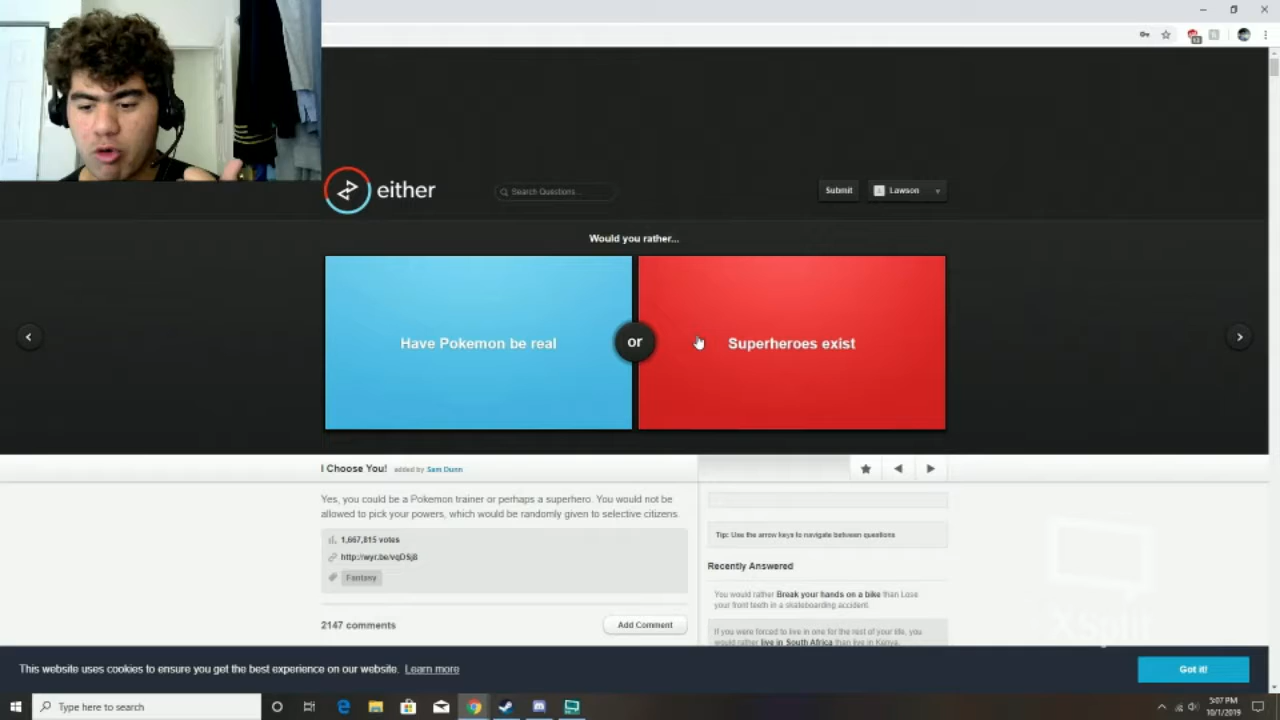 either
Search Questions...
Submit
Lawson
Would you rather...
Have Pokemon be real
or
Superheroes exist
I Choose You! added by Sam Dunn
Yes, you could be a Pokemon trainer or perhaps a superhero. You would not be
allowed to pick your powers, which would be randomly given to selective citizens.
1,667,815 votes
http://wyr.be/vqDSj8
Fantasy
2147 comments
Add Comment
Tip: Use the arrow keys to navigate between questions
Recently Answered
You would rather Break your hands on a bike than Lose
your front teeth in a skateboarding accident.
If you were forced to live in one for the rest of your life, you
would rather live in South Africa than live in Kenya.
This website uses cookies to ensure you get the best experience on our website. Learn more
Got it!
Type here to search
5:07 PM
10/1/2019